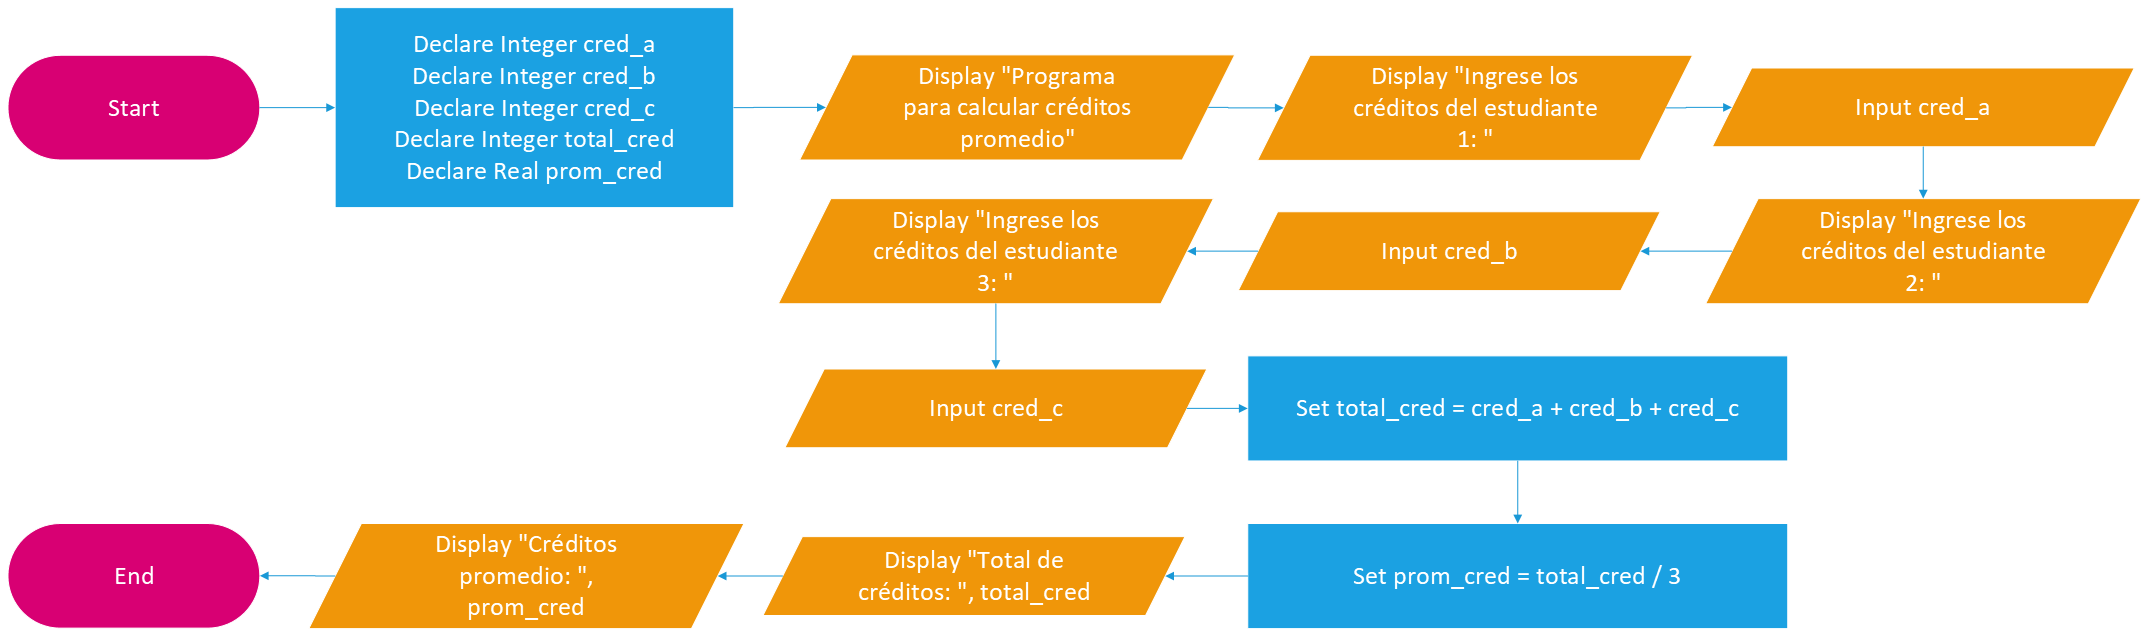 Start
Declare Integer cred_a
Declare Integer cred_b
Declare Integer cred_c
Declare Integer total_cred
Declare Real prom_cred
Display "Programa
para calcular créditos
promedio"
Display "Ingrese los
créditos del estudiante
1: "
Input cred_a
Display "Ingrese los
créditos del estudiante
2: "
Input cred_b
Display "Ingrese los
créditos del estudiante
3: "
Input cred_c
Set total_cred = cred_a + cred_b + cred_c
Set prom_cred = total_cred / 3
Display "Total de
créditos: ", total_cred
Display "Créditos
promedio: ",
prom_cred
End